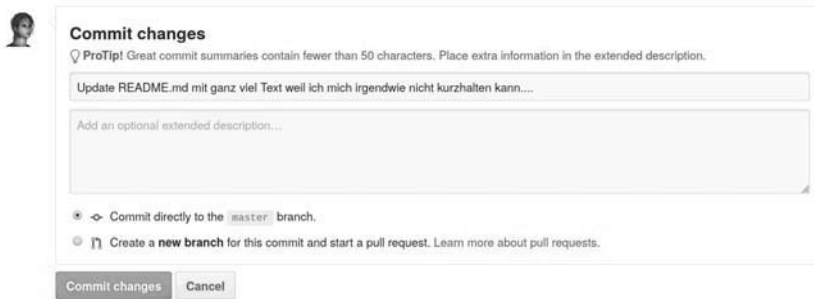 Commit changes
ProTip! Great commit summaries contain fewer than 50 characters. Place extra information in the extended description.
Update README.md mit ganz viel Text weil ich mich irgendwie nicht kurzhalten kann....
Add an optional extended description...
Commit directly to the master branch.
Create a new branch for this commit and start a pull request. Learn more about pull requests.
Commit changes Cancel